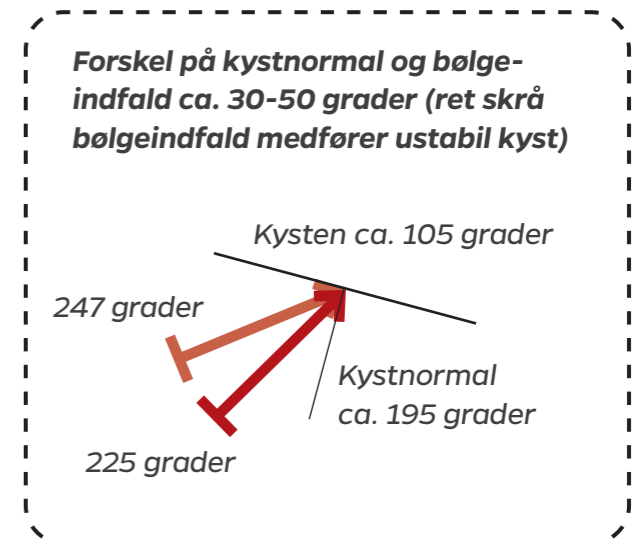 Forskel på kystnormal og bølge-
indfald ca. 30-50 grader (ret skrå
bølgeindfald medfører ustabil kyst)
Kysten ca. 105 grader
247 grader
Kystnormal
ca. 195 grader
225 grader